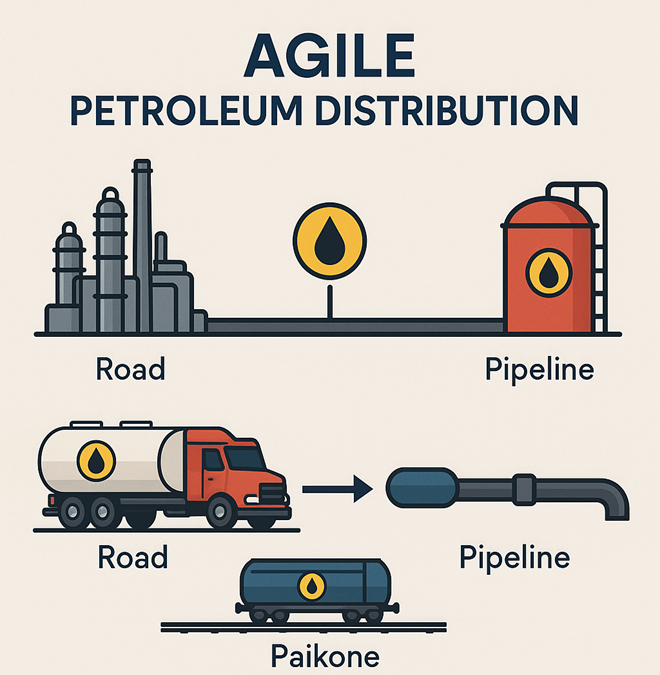 AGILE
PETROLEUM DISTRIBUTION
Road
Pipeline
Road
Pipeline
Paikone